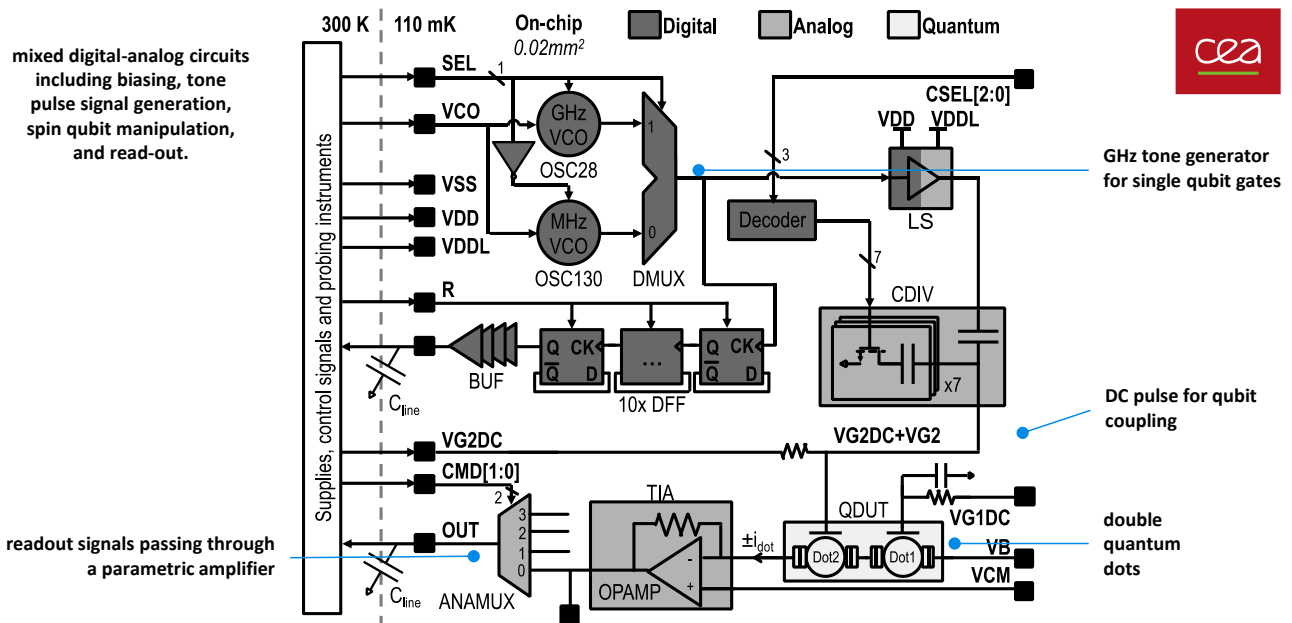 mixed digital-analog circuits
including biasing, tone
pulse signal generation,
spin qubit manipulation,
and read-out.
300 K
110 mK
On-chip
0.02mm²
Digital
Analog
Quantum
cea
Supplies, control signals and probing instruments
SEL
1
VCO
GHz
VCO
OSC28
MHz
VCO
OSC130
1
0
DMUX
VSS
VDD
VDDL
CSEL[2:0]
3
Decoder
7
VDD
VDDL
LS
GHz tone generator
for single qubit gates
R
BUF
Q
CK
Q
D
...
Q
CK
Q
D
10x DFF
C line
CDIV
x7
DC pulse for qubit
coupling
VG2DC
VG2DC+VG2
CMD[1:0]
2
3
2
1
0
OUT
ANAMUX
C line
readout signals passing through
a parametric amplifier
TIA
-
+
OPAMP
±i dot
QDUT
Dot2
Dot1
VG1DC
VB
VCM
double
quantum
dots